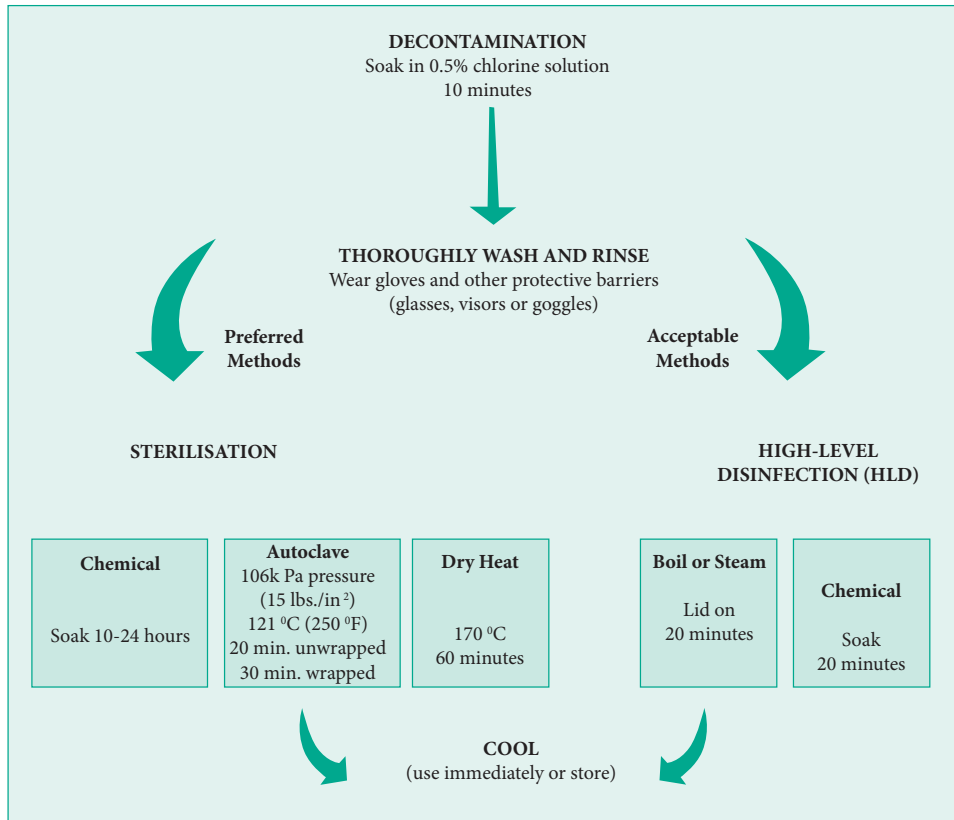 DECONTAMINATION
Soak in 0.5% chlorine solution
10 minutes
THOROUGHLY WASH AND RINSE
Wear gloves and other protective barriers
(glasses, visors or goggles)
Preferred
Methods
Acceptable
Methods
STERILISATION
HIGH-LEVEL
DISINFECTION (HLD)
Chemical
Soak 10-24 hours
Autoclave
106k Pa pressure
(15 lbs./in²)
121 ⁰C (250 ⁰F)
20 min. unwrapped
30 min. wrapped
Dry Heat
170 ⁰C
60 minutes
Boil or Steam
Lid on
20 minutes
Chemical
Soak
20 minutes
COOL
(use immediately or store)